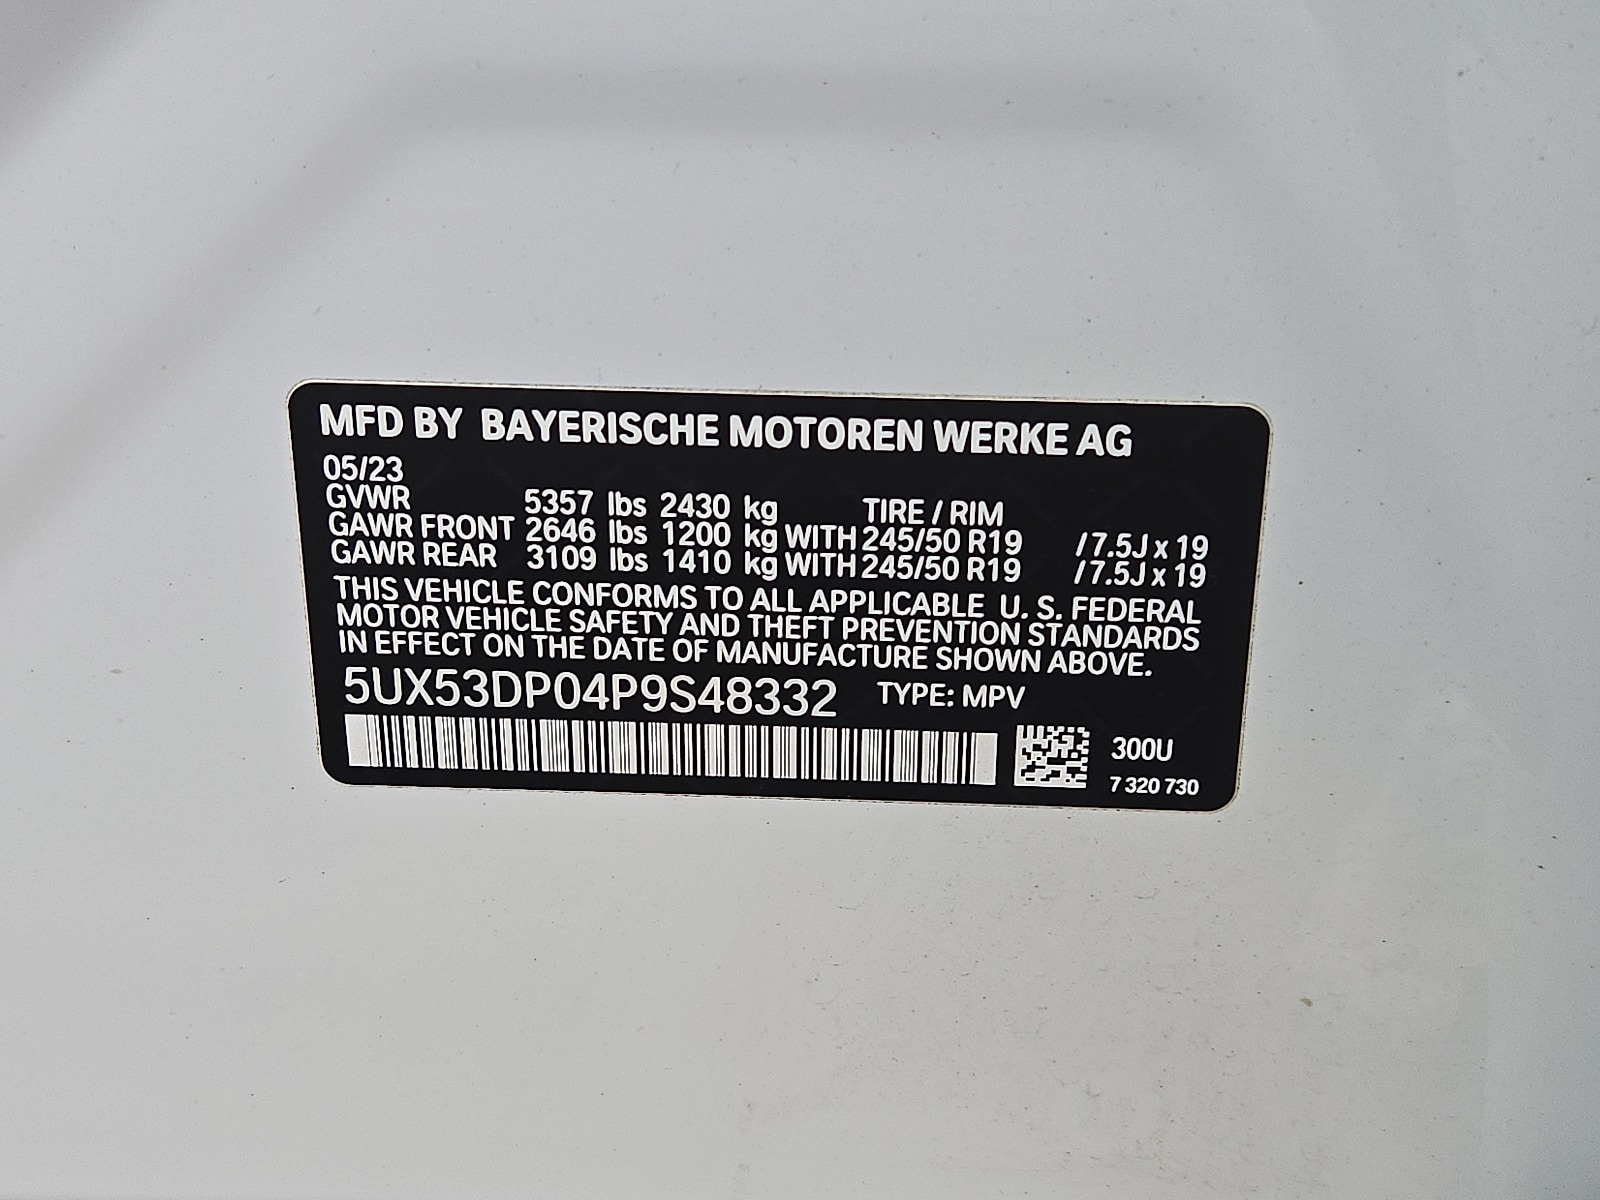 MFD BY BAYERISCHE MOTOREN WERKE AG
05/23
GVWR 5357 lbs 2430 kg TIRE / RIM
GAWR FRONT 2646 lbs 1200 kg WITH 245/50 R19 / 7.5J x 19
GAWR REAR 3109 lbs 1410 kg WITH 245/50 R19 / 7.5J x 19
THIS VEHICLE CONFORMS TO ALL APPLICABLE U. S. FEDERAL
MOTOR VEHICLE SAFETY AND THEFT PREVENTION STANDARDS
IN EFFECT ON THE DATE OF MANUFACTURE SHOWN ABOVE.
5UX53DP04P9S48332 TYPE: MPV
300U
7 320 730